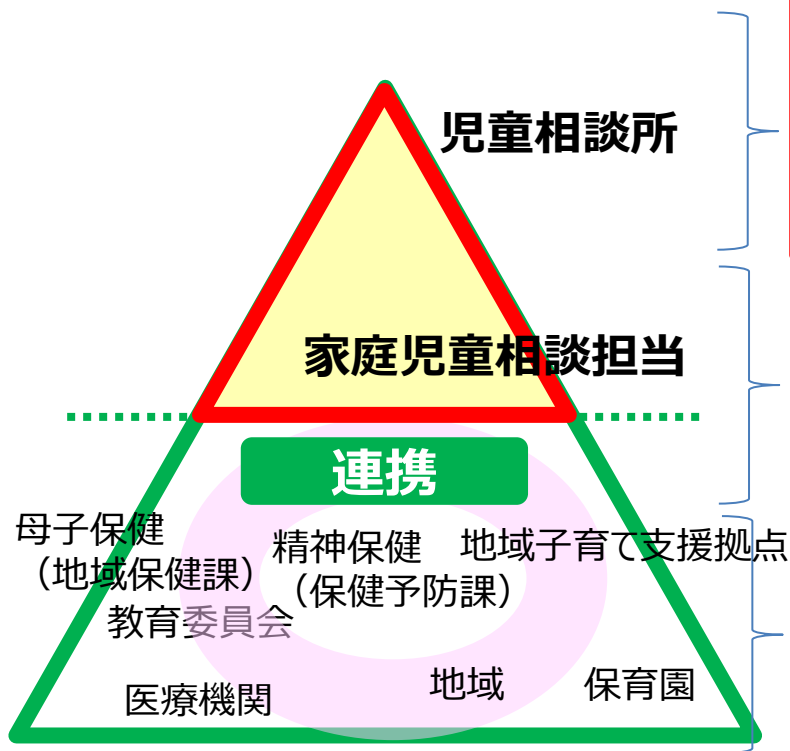 児童相談所
家庭児童相談担当
連携
母子保健
（地域保健課）
精神保健
（保健予防課）
地域子育て支援拠点
教育委員会
医療機関
地域
保育園